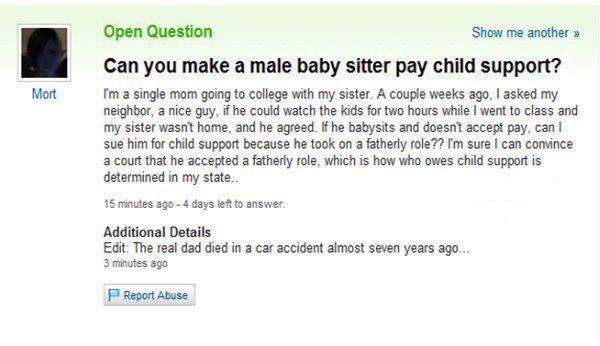 Open Question
Show me another »
Can you make a male baby sitter pay child support?
Mort
I'm a single mom going to college with my sister. A couple weeks ago, I asked my
neighbor, a nice guy, if he could watch the kids for two hours while I went to class and
my sister wasn't home, and he agreed. If he babysits and doesn't accept pay, can I
sue him for child support because he took on a fatherly role?? I'm sure I can convince
a court that he accepted a fatherly role, which is how who owes child support is
determined in my state..
15 minutes ago - 4 days left to answer.
Additional Details
Edit: The real dad died in a car accident almost seven years ago...
3 minutes ago
Report Abuse